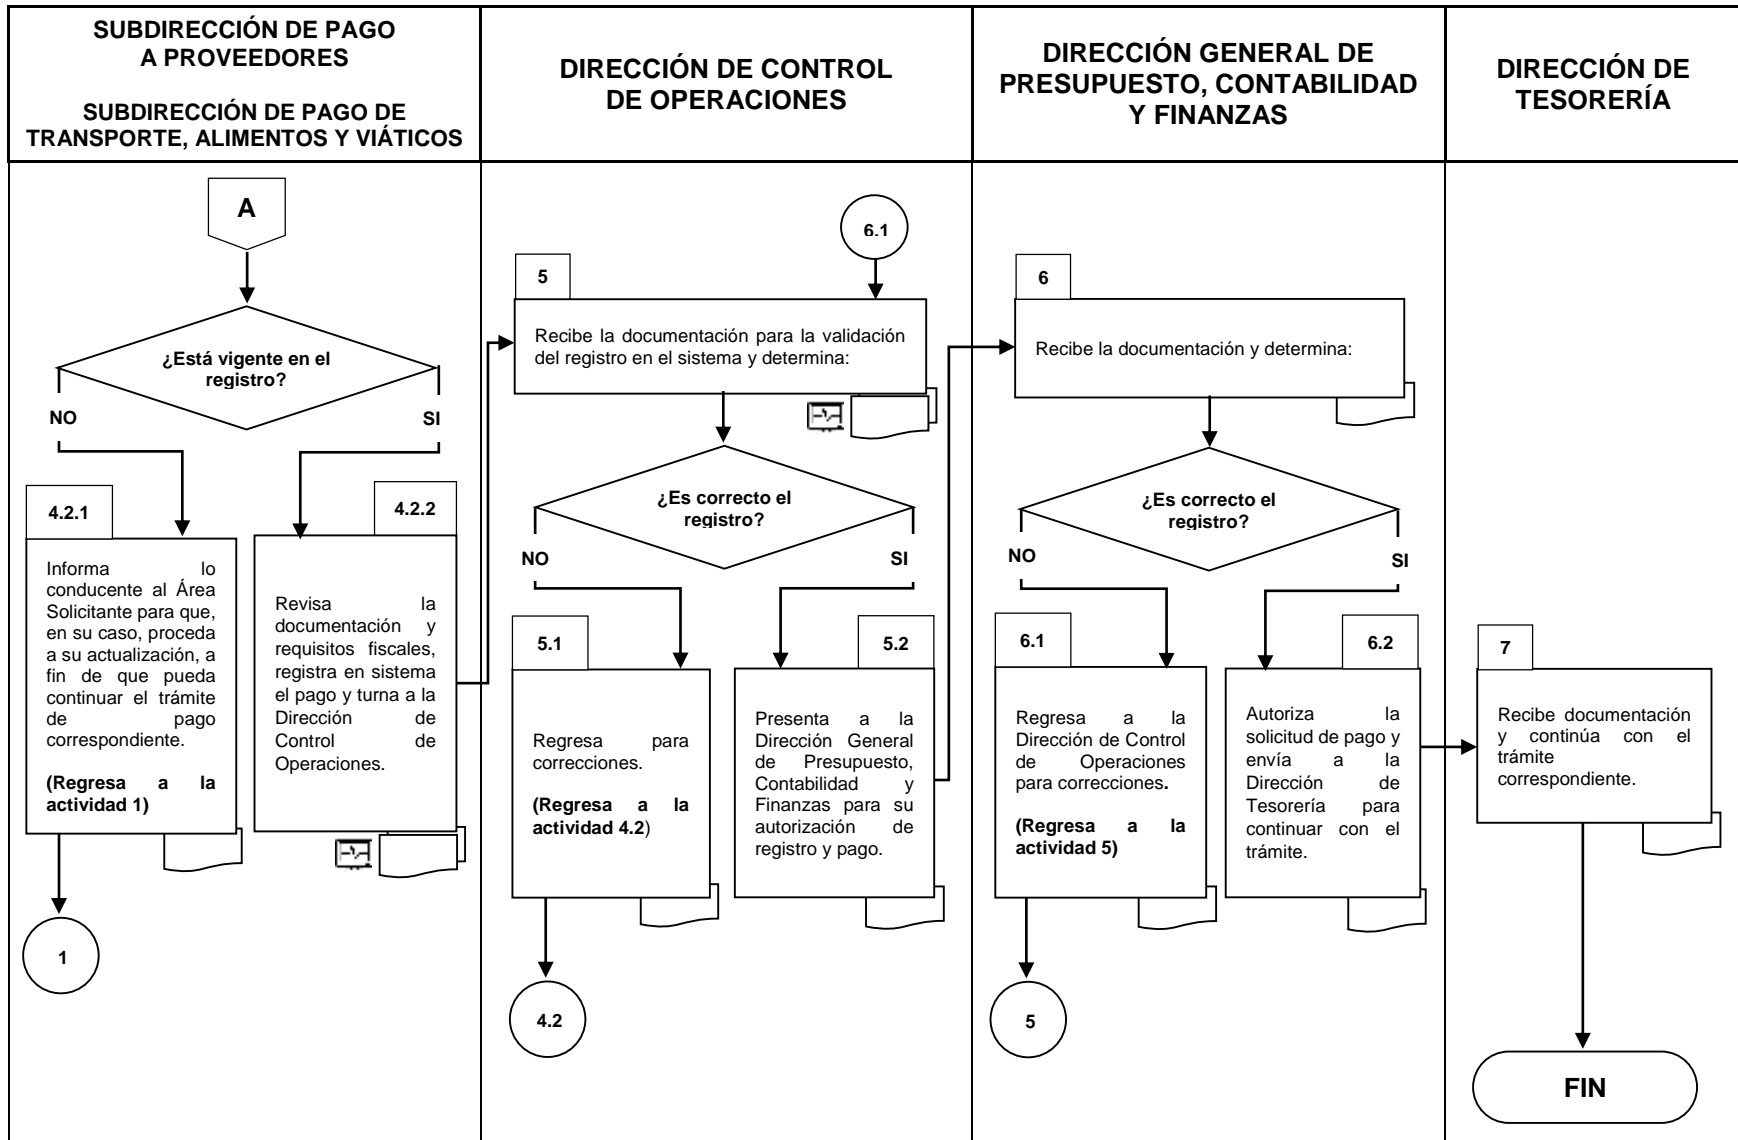 SUBDIRECCIÓN DE PAGO
A PROVEEDORES
SUBDIRECCIÓN DE PAGO DE
TRANSPORTE, ALIMENTOS Y VIÁTICOS
DIRECCIÓN DE CONTROL
DE OPERACIONES
DIRECCIÓN GENERAL DE
PRESUPUESTO, CONTABILIDAD
Y FINANZAS
DIRECCIÓN DE
TESORERÍA
A
¿Está vigente en el
registro?
NO
SI
4.2.1
Informa lo
conducente al Área
Solicitante para que,
en su caso, proceda
a su actualización, a
fin de que pueda
continuar el trámite
de pago
correspondiente.
(Regresa a la
actividad 1)
1
4.2.2
Revisa la
documentación y
requisitos fiscales,
registra en sistema
el pago y turna a la
Dirección de
Control de
Operaciones.
6.1
5
Recibe la documentación para la validación
del registro en el sistema y determina:
¿Es correcto el
registro?
NO
SI
5.1
Regresa para
correcciones.
(Regresa a la
actividad 4.2)
4.2
5.2
Presenta a la
Dirección General
de Presupuesto,
Contabilidad y
Finanzas para su
autorización de
registro y pago.
6
Recibe la documentación y determina:
¿Es correcto el
registro?
NO
SI
6.1
Regresa a la
Dirección de Control
de Operaciones
para correcciones.
(Regresa a la
actividad 5)
5
6.2
Autoriza la
solicitud de pago y
envía a la
Dirección de
Tesorería para
continuar con el
trámite.
7
Recibe documentación
y continúa con el
trámite
correspondiente.
FIN